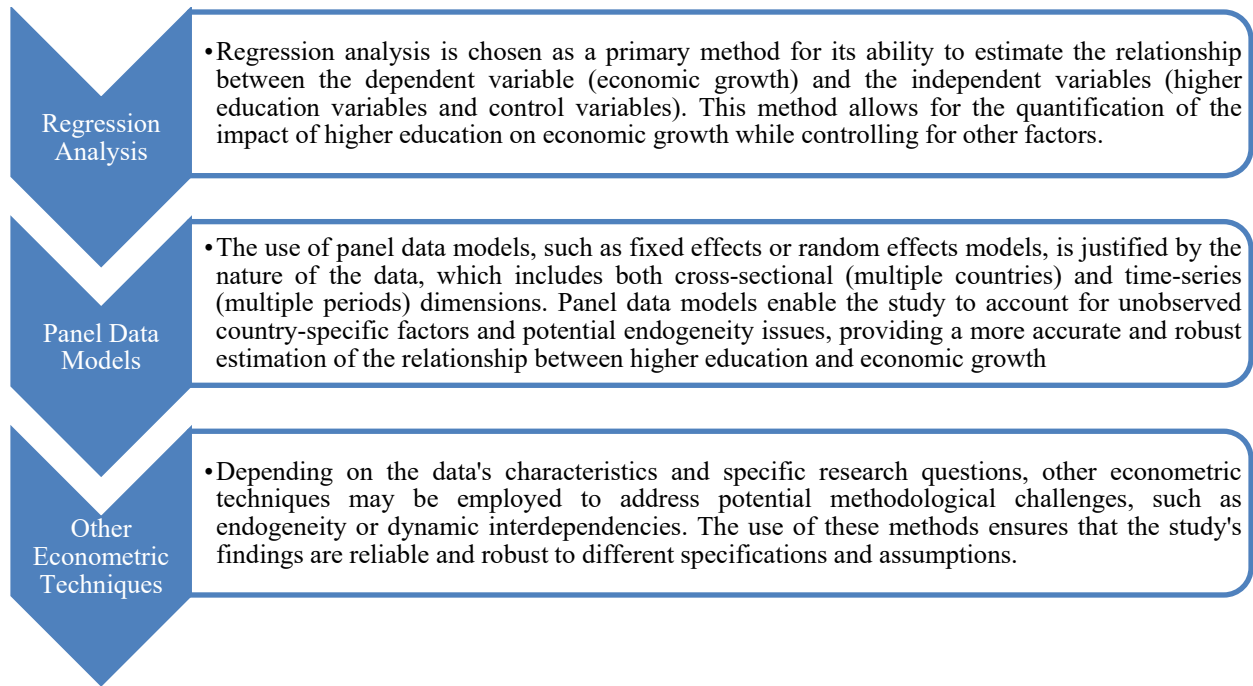 Regression
Analysis
•Regression analysis is chosen as a primary method for its ability to estimate the relationship
between the dependent variable (economic growth) and the independent variables (higher
education variables and control variables). This method allows for the quantification of the
impact of higher education on economic growth while controlling for other factors.
Panel Data
Models
•The use of panel data models, such as fixed effects or random effects models, is justified by the
nature of the data, which includes both cross-sectional (multiple countries) and time-series
(multiple periods) dimensions. Panel data models enable the study to account for unobserved
country-specific factors and potential endogeneity issues, providing a more accurate and robust
estimation of the relationship between higher education and economic growth
Other
Econometric
Techniques
•Depending on the data's characteristics and specific research questions, other econometric
techniques may be employed to address potential methodological challenges, such as
endogeneity or dynamic interdependencies. The use of these methods ensures that the study's
findings are reliable and robust to different specifications and assumptions.